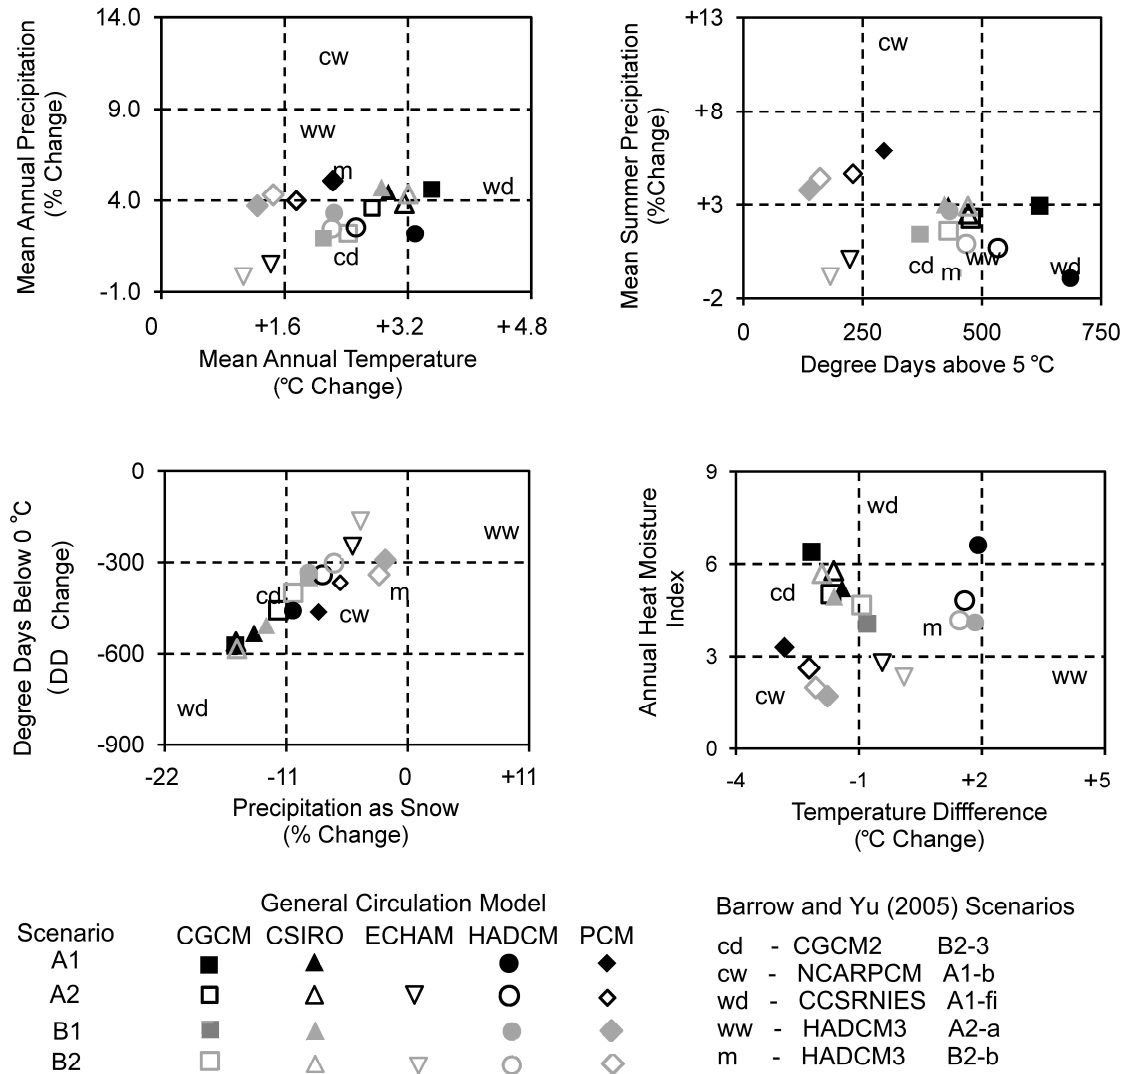 14.0
9.0
4.0
-1.0
Mean Annual Precipitation
(% Change)
cw
ww
m
wd
cd
0
+1.6
+3.2
+4.8
Mean Annual Temperature
(°C Change)
+13
+8
+3
-2
Mean Summer Precipitation
(%Change)
cw
cd
m
ww
wd
0
250
500
750
Degree Days above 5 °C
0
-300
-600
-900
Degree Days Below 0 °C
(DD Change)
ww
m
cd
cw
wd
-22
-11
0
+11
Precipitation as Snow
(% Change)
9
6
3
0
Annual Heat Moisture
Index
wd
cd
m
cw
ww
-4
-1
+2
+5
Temperature Diffference
(°C Change)
General Circulation Model
Scenario CGCM CSIRO ECHAM HADCM PCM
A1
A2
B1
B2
Barrow and Yu (2005) Scenarios
cd - CGCM2 B2-3
cw - NCARPCM A1-b
wd - CCSRNIES A1-fi
ww - HADCM3 A2-a
m - HADCM3 B2-b